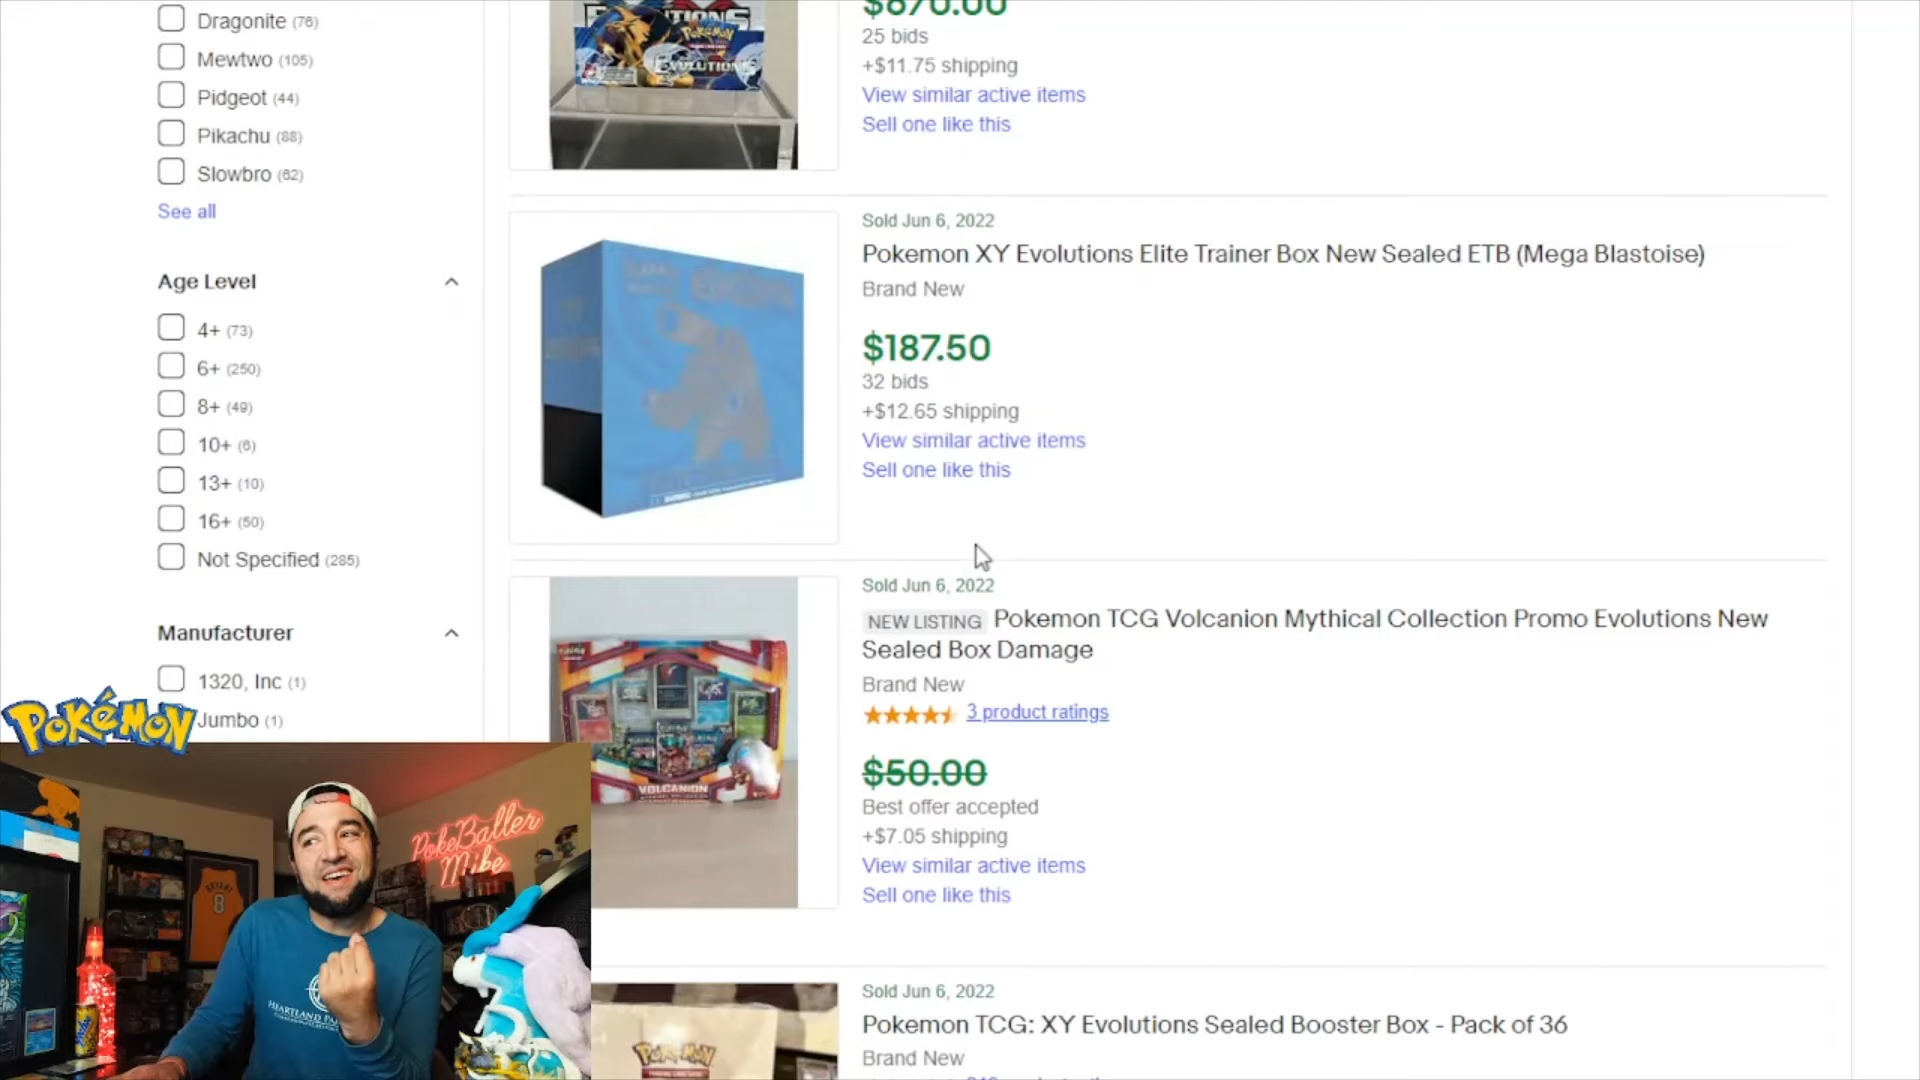 Dragonite (76)
Mewtwo (105)
Pidgeot (44)
Pikachu (88)
Slowbro (62)
See all
Age Level
4+ (73)
6+ (250)
8+ (49)
10+ (6)
13+ (10)
16+ (50)
Not Specified (285)
Manufacturer
1320, Inc (1)
Jumbo (1)
POKéMON
PokeBaller
Mike
BRYANT
8
POKéMON
EVOLUTIONS
$870.00
25 bids
+$11.75 shipping
View similar active items
Sell one like this
Sold Jun 6, 2022
Pokemon XY Evolutions Elite Trainer Box New Sealed ETB (Mega Blastoise)
Brand New
$187.50
32 bids
+$12.65 shipping
View similar active items
Sell one like this
VOLCANION
Sold Jun 6, 2022
NEW LISTING Pokemon TCG Volcanion Mythical Collection Promo Evolutions New
Sealed Box Damage
Brand New
3 product ratings
$50.00
Best offer accepted
+$7.05 shipping
View similar active items
Sell one like this
POKéMON
Sold Jun 6, 2022
Pokemon TCG: XY Evolutions Sealed Booster Box - Pack of 36
Brand New